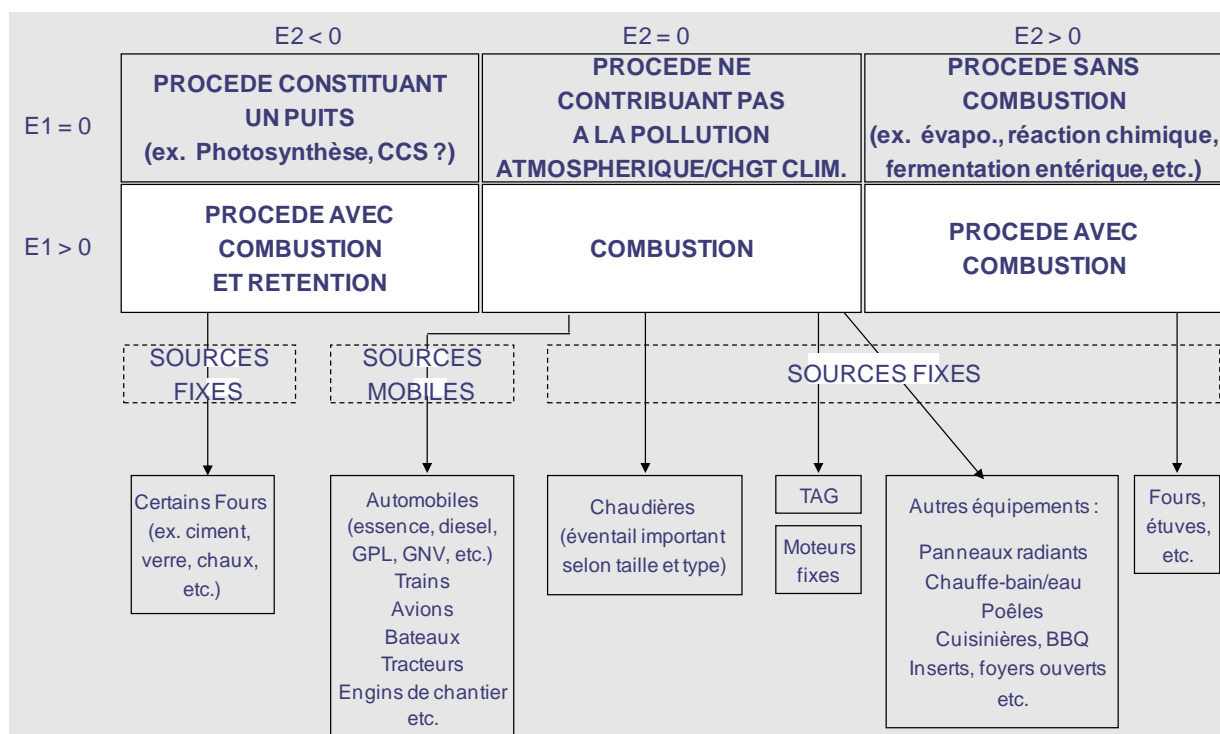 E2 < 0
E2 = 0
E2 > 0
E1 = 0
PROCEDE CONSTITUANT
UN PUITS
(ex. Photosynthèse, CCS ?)
PROCEDE NE
CONTRIBUANT PAS
A LA POLLUTION
ATMOSPHERIQUE/CHGT CLIM.
PROCEDE SANS
COMBUSTION
(ex. évapo., réaction chimique,
fermentation entérique, etc.)
E1 > 0
PROCEDE AVEC
COMBUSTION
ET RETENTION
COMBUSTION
PROCEDE AVEC
COMBUSTION
SOURCES
FIXES
SOURCES
MOBILES
SOURCES FIXES
Certains Fours
(ex. ciment,
verre, chaux,
etc.)
Automobiles
(essence, diesel,
GPL, GNV, etc.)
Trains
Avions
Bateaux
Tracteurs
Engins de chantier
etc.
Chaudières
(éventail important
selon taille et type)
TAG
Moteurs
fixes
Autres équipements :
Panneaux radiants
Chauffe-bain/eau
Poêles
Cuisinières, BBQ
Inserts, foyers ouverts
etc.
Fours,
étuves,
etc.